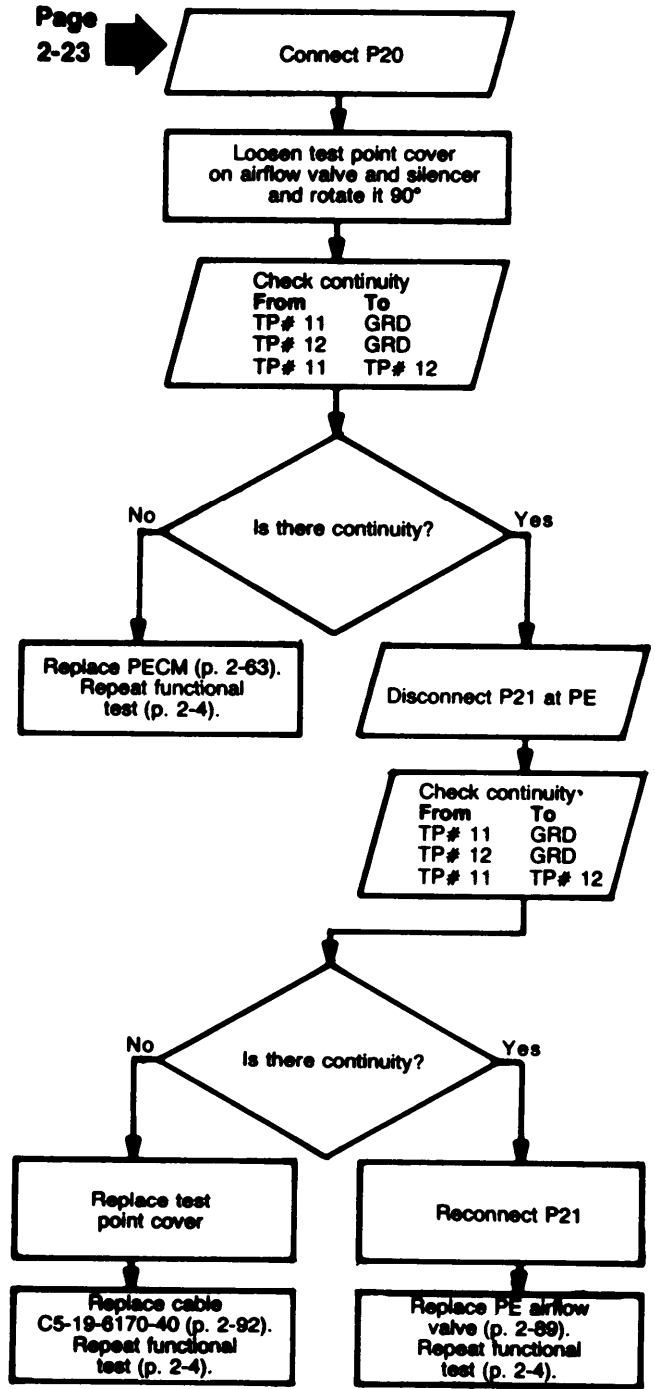 Page
2-23
Connect P20
Loosen test point cover
on airflow valve and silencer
and rotate it 90°
Check continuity
From To
TP# 11 GRD
TP# 12 GRD
TP# 11 TP# 12
Is there continuity?
No
Yes
Replace PECM (p. 2-63).
Repeat functional
test (p. 2-4).
Disconnect P21 at PE
Check continuity
From To
TP# 11 GRD
TP# 12 GRD
TP# 11 TP# 12
Is there continuity?
No
Yes
Replace test
point cover
Reconnect P21
Replace cable
C5-19-6170-40 (p. 2-92).
Repeat functional
test (p. 2-4).
Replace PE airflow
valve (p. 2-89).
Repeat functional
test (p. 2-4).